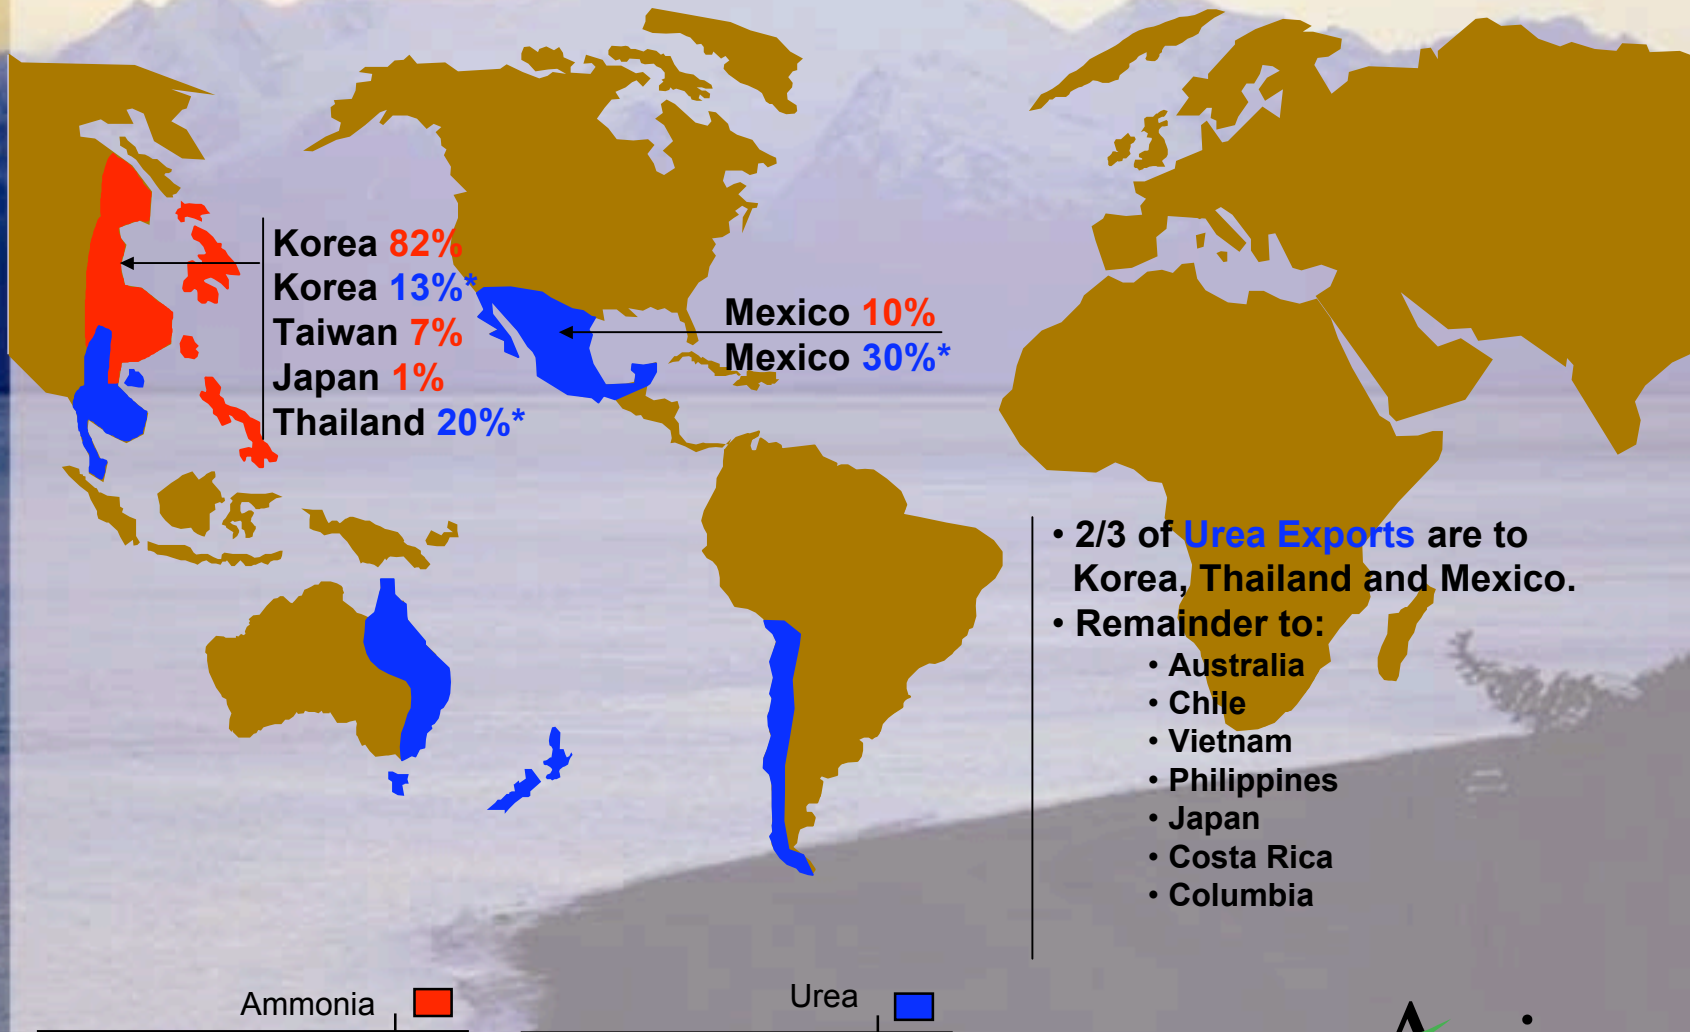 Korea 82%
Korea 13%*
Taiwan 7%
Japan 1%
Thailand 20%*
Mexico 10%
Mexico 30%*
• 2/3 of Urea Exports are to
Korea, Thailand and Mexico.
• Remainder to:
• Australia
• Chile
• Vietnam
• Philippines
• Japan
• Costa Rica
• Columbia
Ammonia
Urea